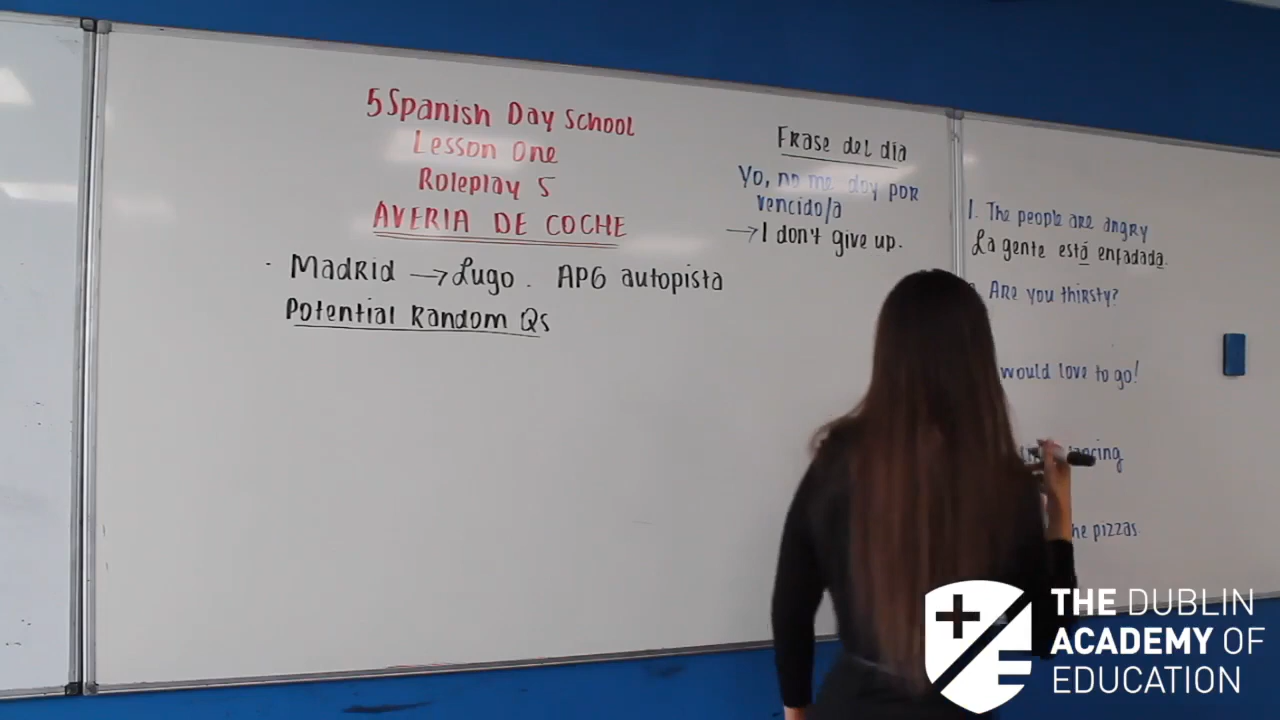 5 Spanish Day School
Lesson One
Roleplay 5
AVERIA DE COCHE
· Madrid → Lugo. AP6 autopista
Potential Random Qs
Frase del día
Yo, no me doy por
vencido/a
→ I don't give up.
1. The people are angry
La gente está enfadada.
Are you thirsty?
would love to go!
pizzas
THE DUBLIN
ACADEMY OF
EDUCATION